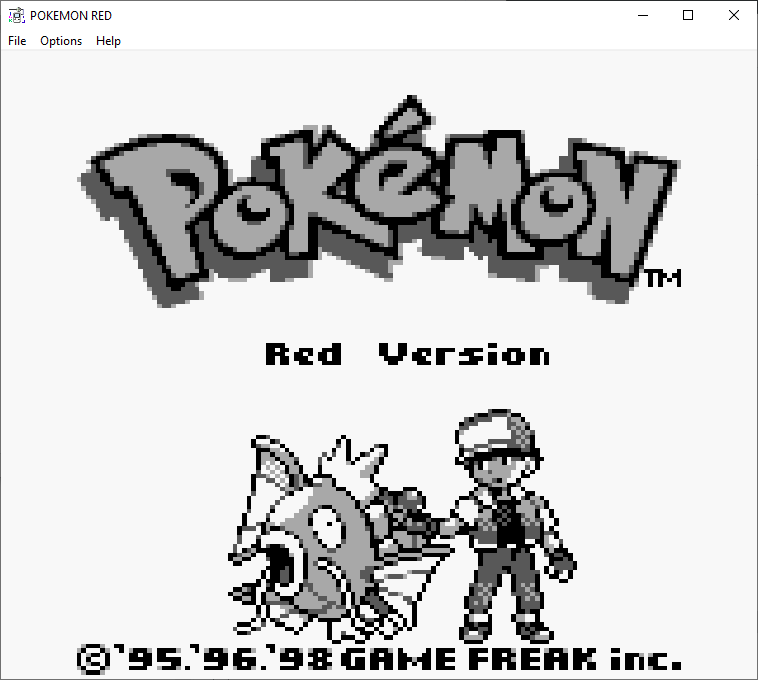 POKEMON RED
File Options Help
POKéMON TM
Red Version
©'95.'96.'98 GAME FREAK inc.